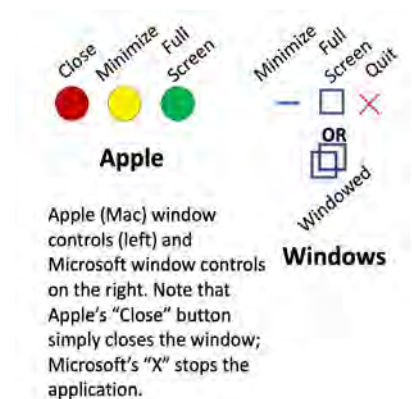 Close
Minimize
Full
Screen
Apple
Minimize
Full
Screen
Quit
OR
Windowed
Windows
Apple (Mac) window
controls (left) and
Microsoft window controls
on the right. Note that
Apple's “Close” button
simply closes the window;
Microsoft's “X” stops the
application.